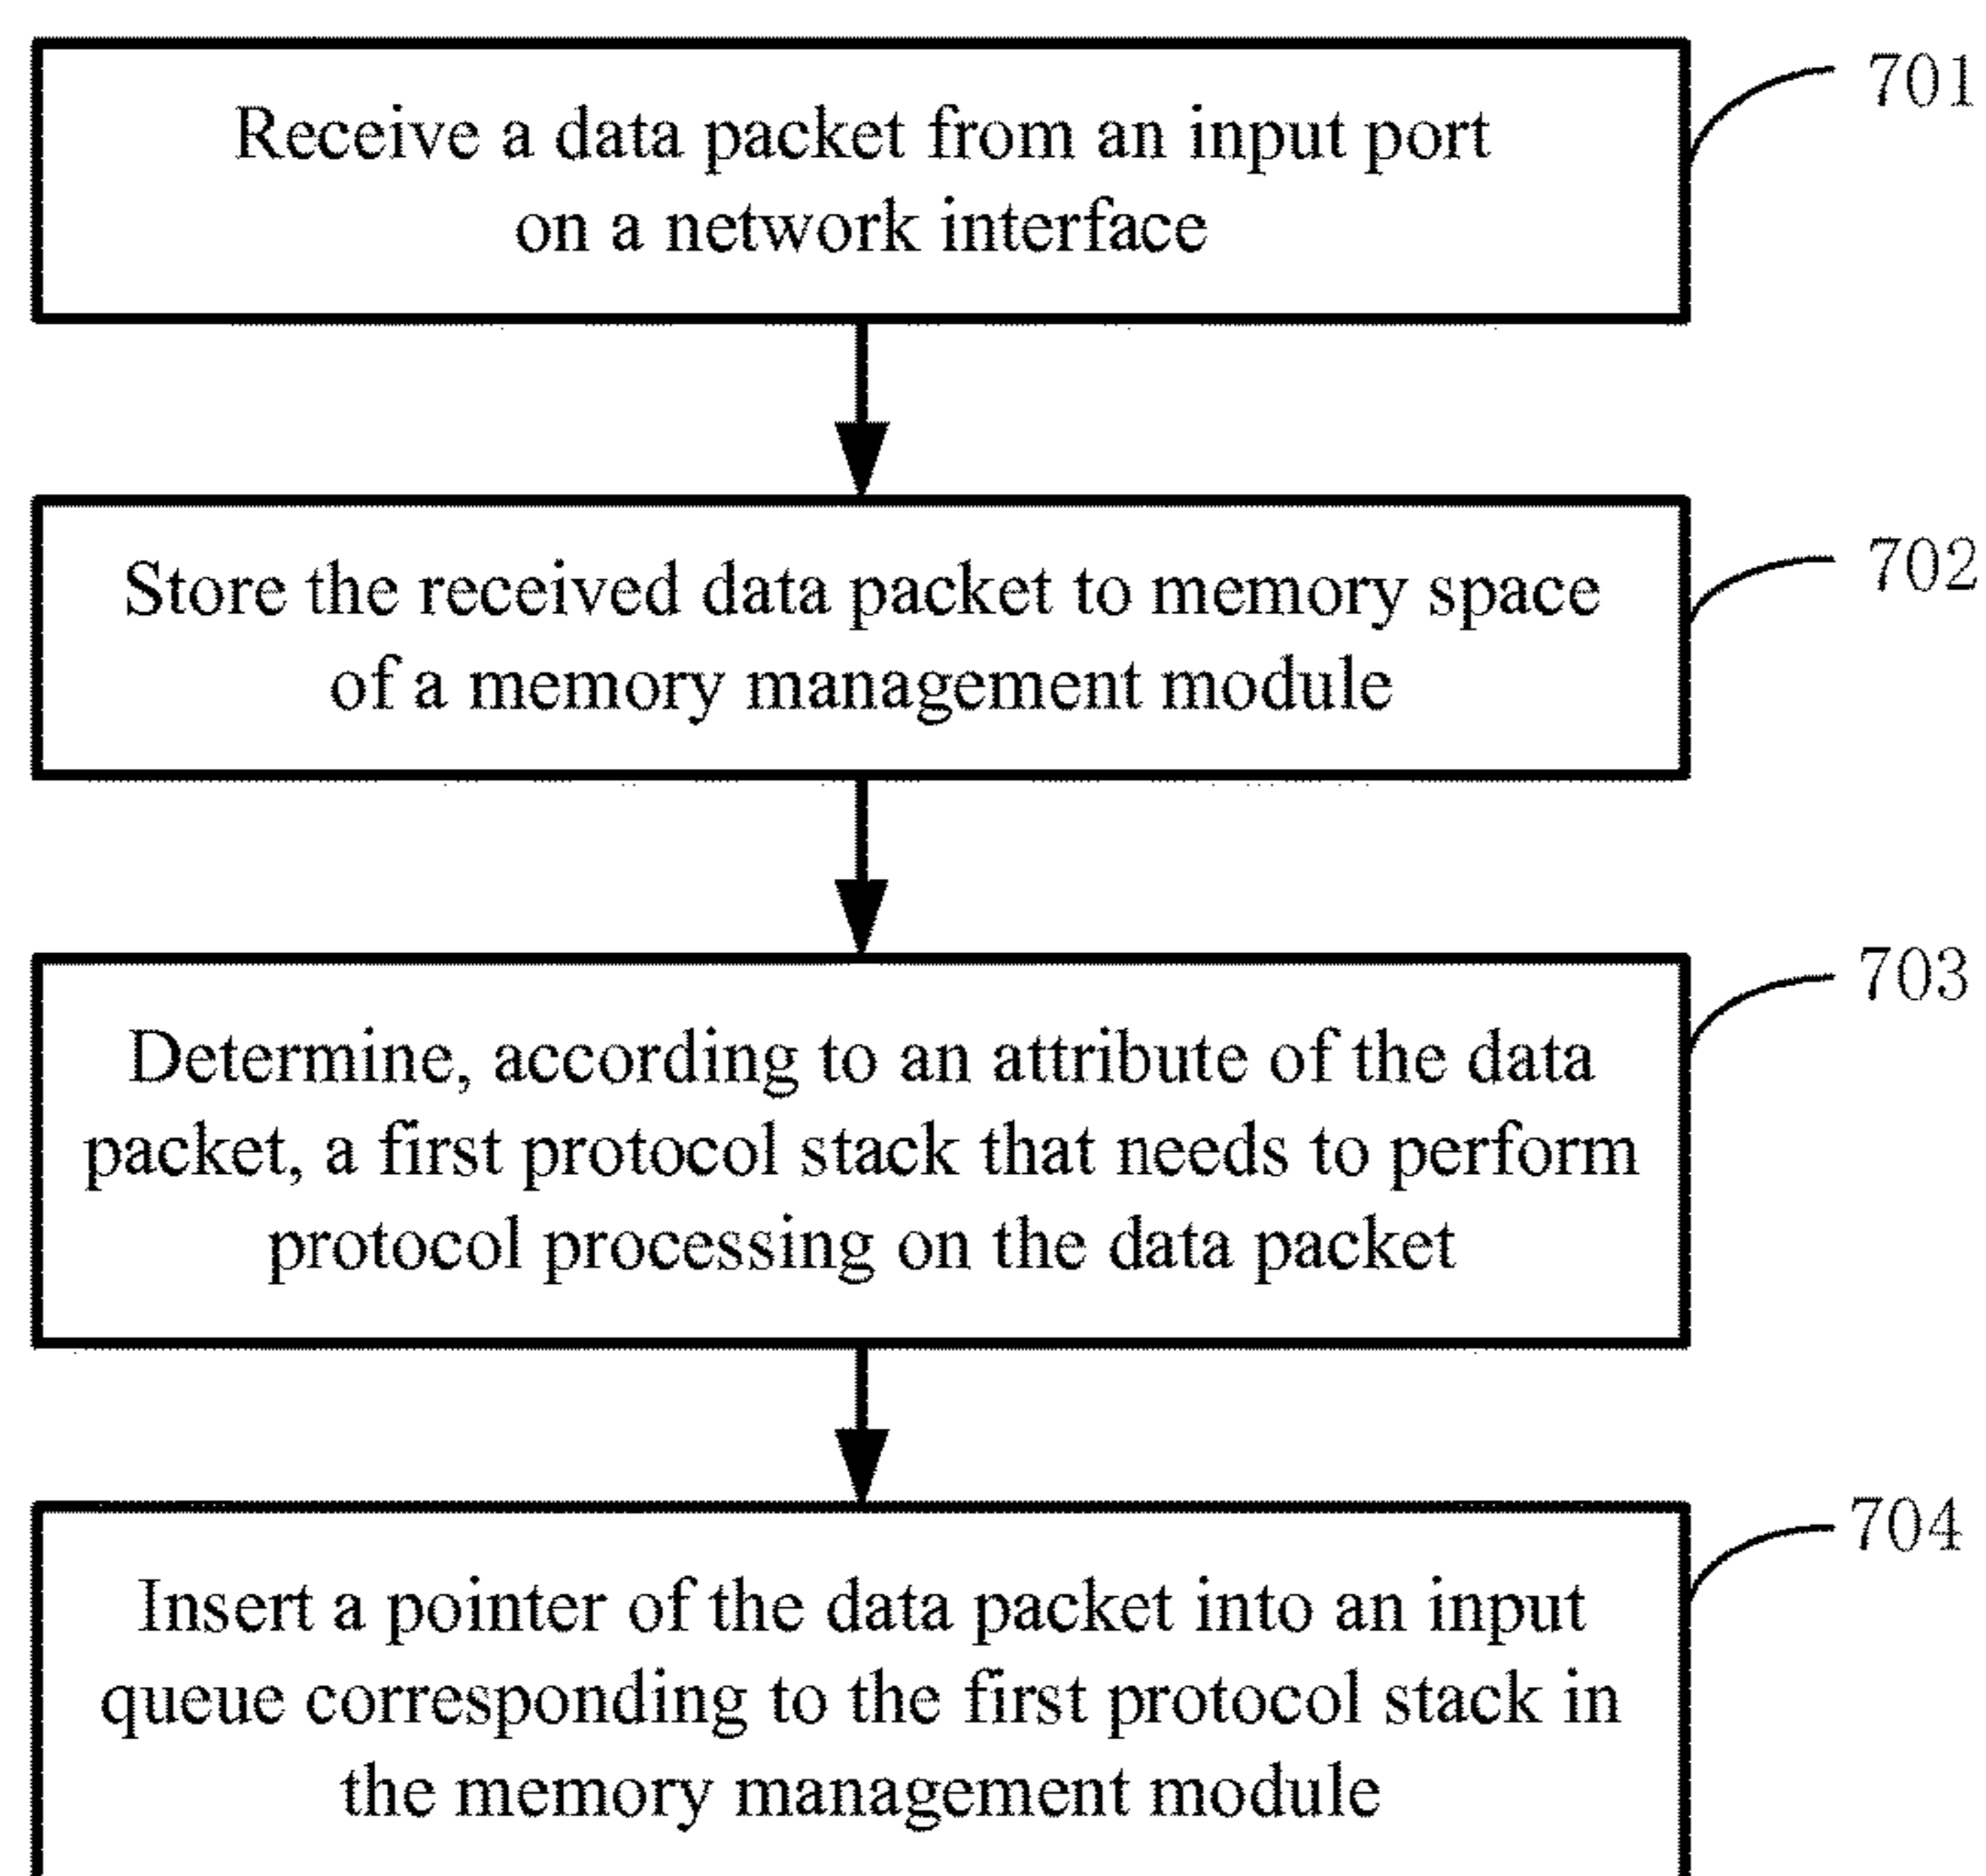 Receive a data packet from an input port
on a network interface
701
Store the received data packet to memory space
of a memory management module
702
Determine, according to an attribute of the data
packet, a first protocol stack that needs to perform
protocol processing on the data packet
703
Insert a pointer of the data packet into an input
queue corresponding to the first protocol stack in
the memory management module
704